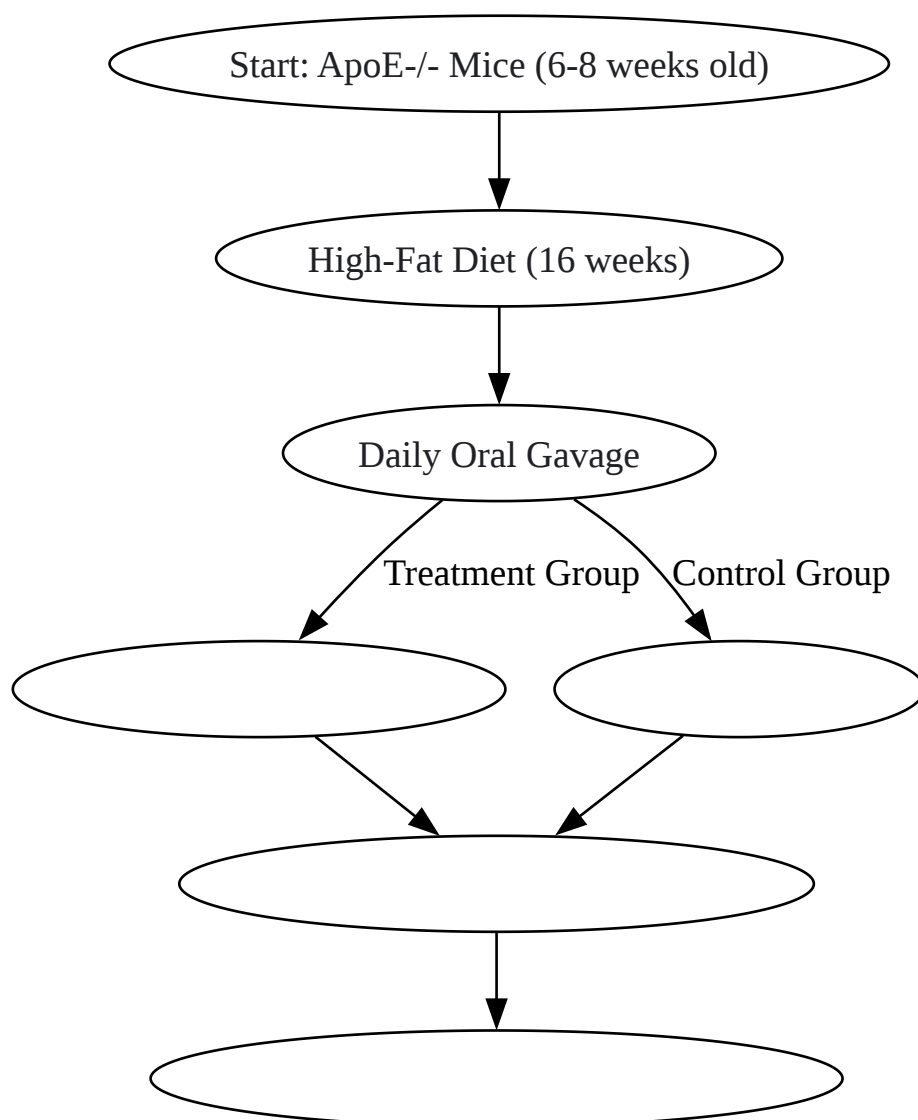 Start: ApoE-/- Mice (6-8 weeks old)
High-Fat Diet (16 weeks)
Daily Oral Gavage
Treatment Group
Control Group